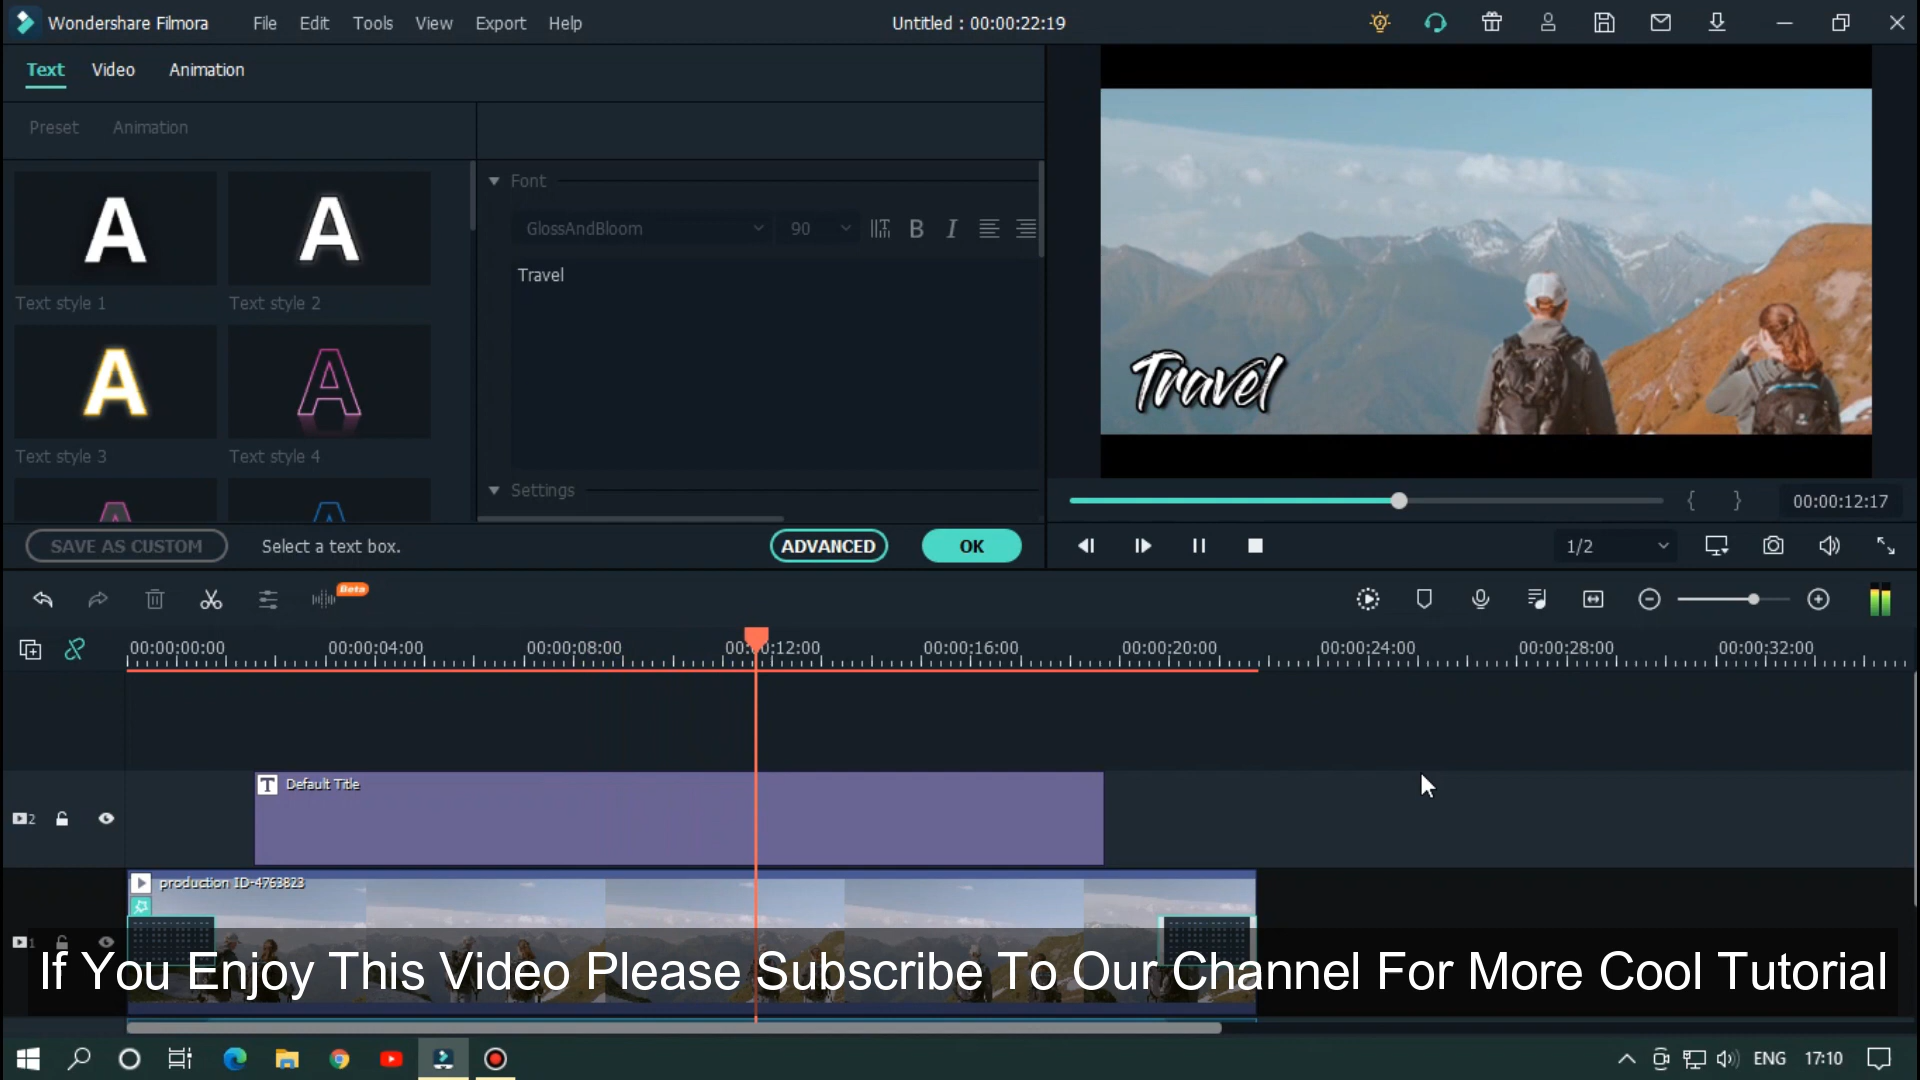 Wondershare Filmora File Edit Tools View Export Help Untitled : 00:00:22:19
Text Video Animation
Preset Animation
Font
GlossAndBloom 90 B I
Travel
A A
Text style 1 Text style 2
A A
Text style 3 Text style 4
A A
Settings
Travel
{ } 00:00:12:17
SAVE AS CUSTOM Select a text box. ADVANCED OK
1/2
Beta
00:00:00:00 00:00:04:00 00:00:08:00 00:00:12:00 00:00:16:00 00:00:20:00 00:00:24:00 00:00:28:00 00:00:32:00
T Default Title
2
production ID-4763823
1
If You Enjoy This Video Please Subscribe To Our Channel For More Cool Tutorial
ENG 17:10